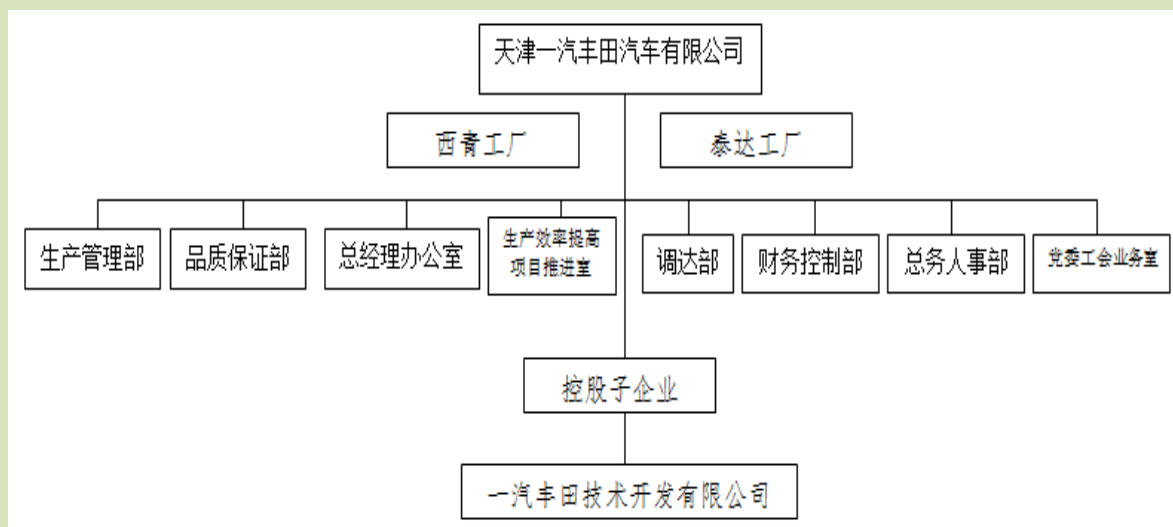 天津一汽丰田汽车有限公司
西青工厂
泰达工厂
生产管理部
品质保证部
总经理办公室
生产效率提高
项目推进室
调达部
财务控制部
总务人事部
党委工会业务室
控股子企业
一汽丰田技术开发有限公司